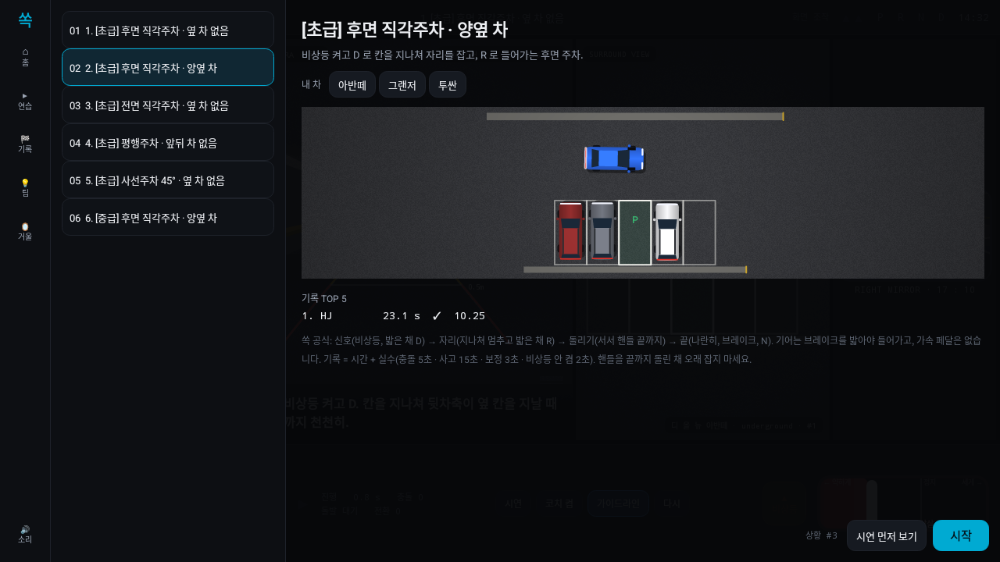 쏙
홈
연습
기록
팁
거울
소리
01 1. [초급] 후면 직각주차 · 옆 차 없음
02 2. [초급] 후면 직각주차 · 양옆 차
03 3. [초급] 전면 직각주차 · 옆 차 없음
04 4. [초급] 평행주차 · 앞뒤 차 없음
05 5. [초급] 사선주차 45° · 옆 차 없음
06 6. [중급] 후면 직각주차 · 양옆 차
[초급] 후면 직각주차 · 양옆 차
비상등 켜고 D 로 칸을 지나쳐 자리를 잡고, R 로 들어가는 후면 주차.
내 차 아반떼 그랜저 투싼
P
기록 TOP 5
1. HJ 23.1 s ✓ 10.25
쏙 공식: 신호(비상등, 밟은 채 D) → 자리(지나쳐 멈추고 밟은 채 R) → 돌리기(서서 핸들 끝까지) → 끝(나란히, 브레이크, N). 기어는 브레이크를 밟아야 들어가고, 가속 페달은 없습
니다. 기록 = 시간 + 실수(충돌 5초 · 사고 15초 · 보정 3초 · 비상등 안 켬 2초). 핸들을 끝까지 돌린 채 오래 잡지 마세요.
비상등 켜고 D. 칸을 지나쳐 뒷차축이 옆 칸을 지날 때
까지 천천히.
상황 #3 시연 먼저 보기 시작